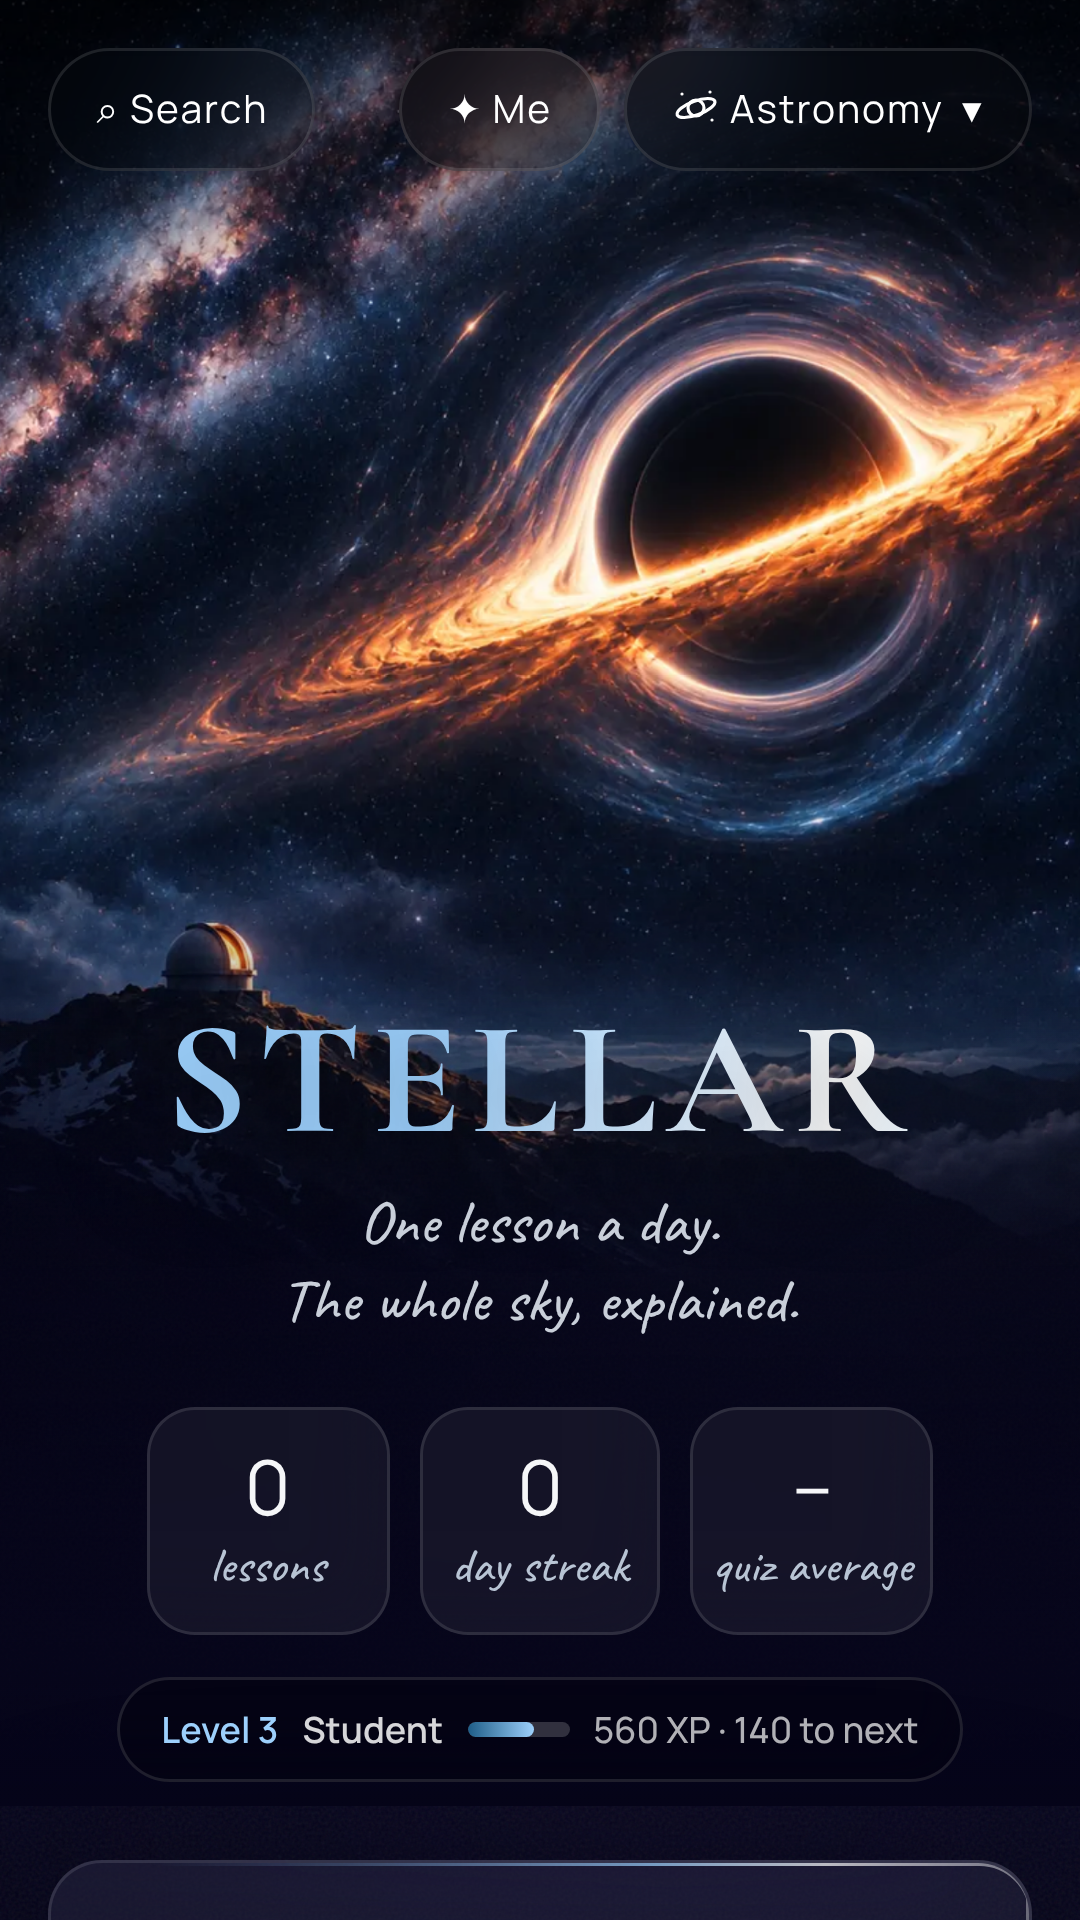 ⌕ Search
✦ Me
🪐 Astronomy ▼
STELLAR
One lesson a day.
The whole sky, explained.
0
lessons
0
day streak
–
quiz average
Level 3 Student 560 XP · 140 to next